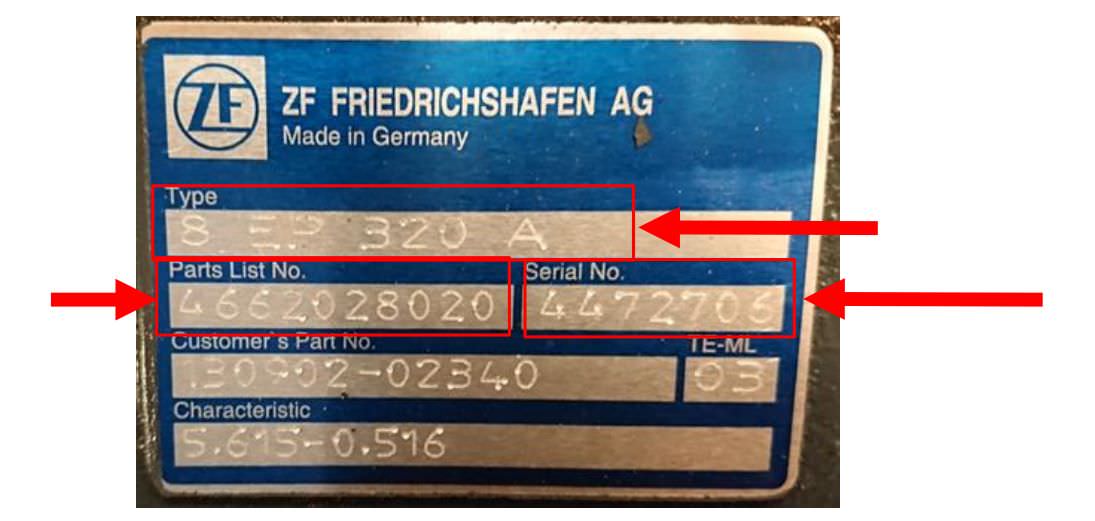 ZF
ZF FRIEDRICHSHAFEN AG
Made in Germany
Type
8 EP 320 A
Parts List No. Serial No.
4662028020 4472706
Customer's Part No. TE-ML
130902-02340 03
Characteristic
5.615-0.516